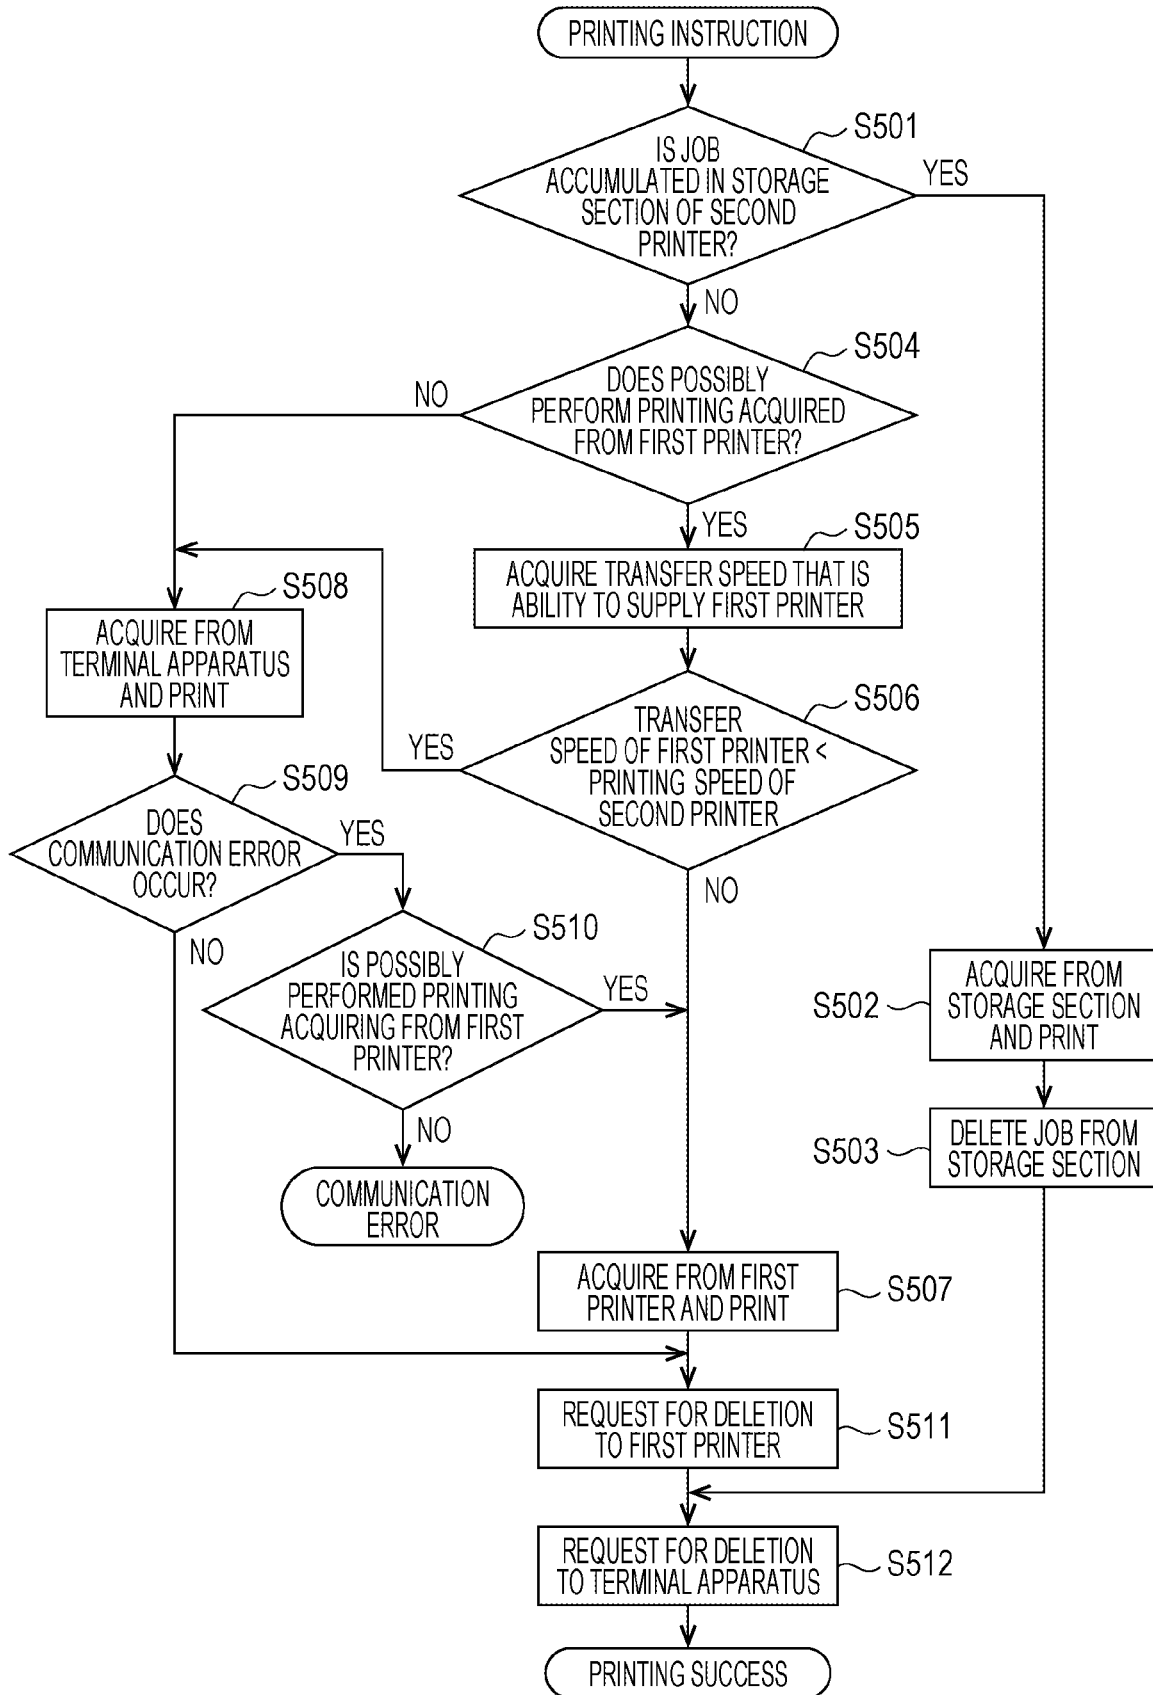 PRINTING INSTRUCTION
S501
IS JOB
ACCUMULATED IN STORAGE
SECTION OF SECOND
PRINTER?
YES
NO
S504
DOES POSSIBLY
PERFORM PRINTING ACQUIRED
FROM FIRST PRINTER?
NO
YES
S505
ACQUIRE TRANSFER SPEED THAT IS
ABILITY TO SUPPLY FIRST PRINTER
S508
ACQUIRE FROM
TERMINAL APPARATUS
AND PRINT
S506
TRANSFER
SPEED OF FIRST PRINTER <
PRINTING SPEED OF
SECOND PRINTER
YES
NO
S509
DOES
COMMUNICATION ERROR
OCCUR?
YES
NO
S510
IS POSSIBLY
PERFORMED PRINTING
ACQUIRING FROM FIRST
PRINTER?
YES
NO
COMMUNICATION
ERROR
S502
ACQUIRE FROM
STORAGE SECTION
AND PRINT
S503
DELETE JOB FROM
STORAGE SECTION
ACQUIRE FROM FIRST
PRINTER AND PRINT
S507
REQUEST FOR DELETION
TO FIRST PRINTER
S511
REQUEST FOR DELETION
TO TERMINAL APPARATUS
S512
PRINTING SUCCESS